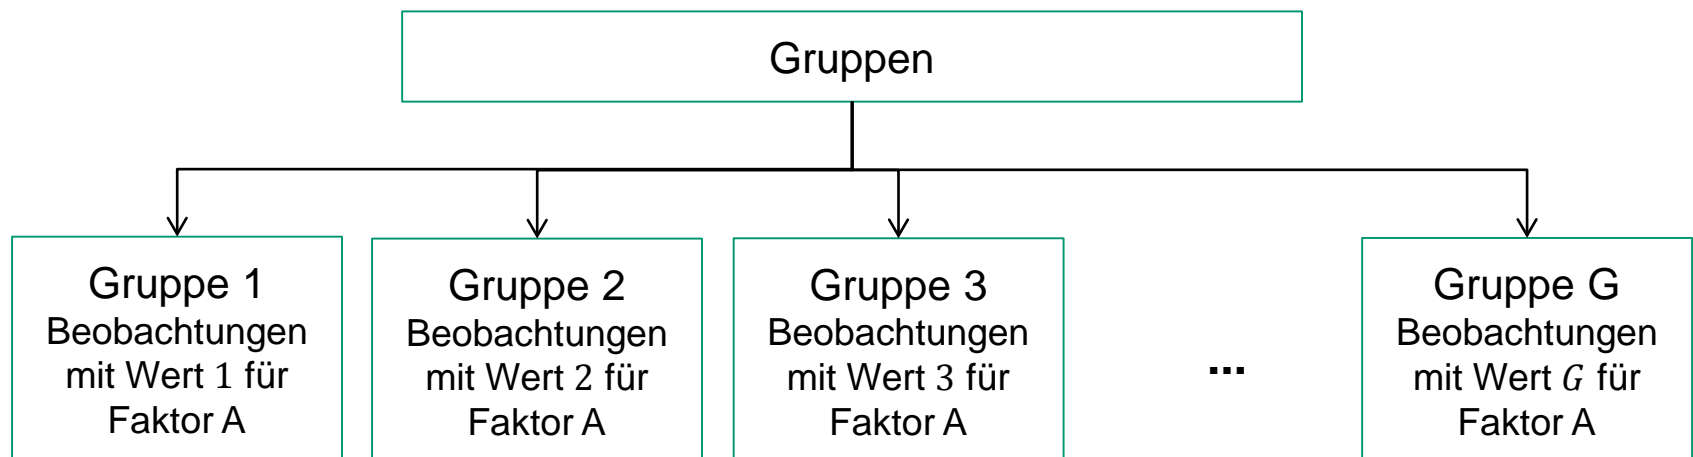 Gruppen
Gruppe 1
Beobachtungen
mit Wert 1 für
Faktor A
Gruppe 2
Beobachtungen
mit Wert 2 für
Faktor A
Gruppe 3
Beobachtungen
mit Wert 3 für
Faktor A
...
Gruppe G
Beobachtungen
mit Wert G für
Faktor A